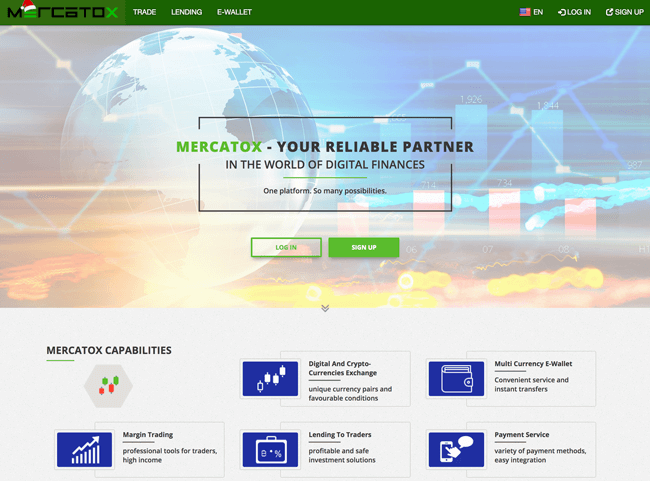 MERCATOX
TRADE LENDING E-WALLET EN LOG IN SIGN UP
1,926
1,844
987
MERCATOX - YOUR RELIABLE PARTNER
IN THE WORLD OF DIGITAL FINANCES
One platform. So many possibilities.
714
734
LOG IN SIGN UP
06 07 08
MERCATOX CAPABILITIES
Digital And Crypto-
Currencies Exchange
unique currency pairs and
favourable conditions
Multi Currency E-Wallet
Convenient service and
instant transfers
Margin Trading
professional tools for traders,
high income
Lending To Traders
profitable and safe
investment solutions
Payment Service
variety of payment methods,
easy integration